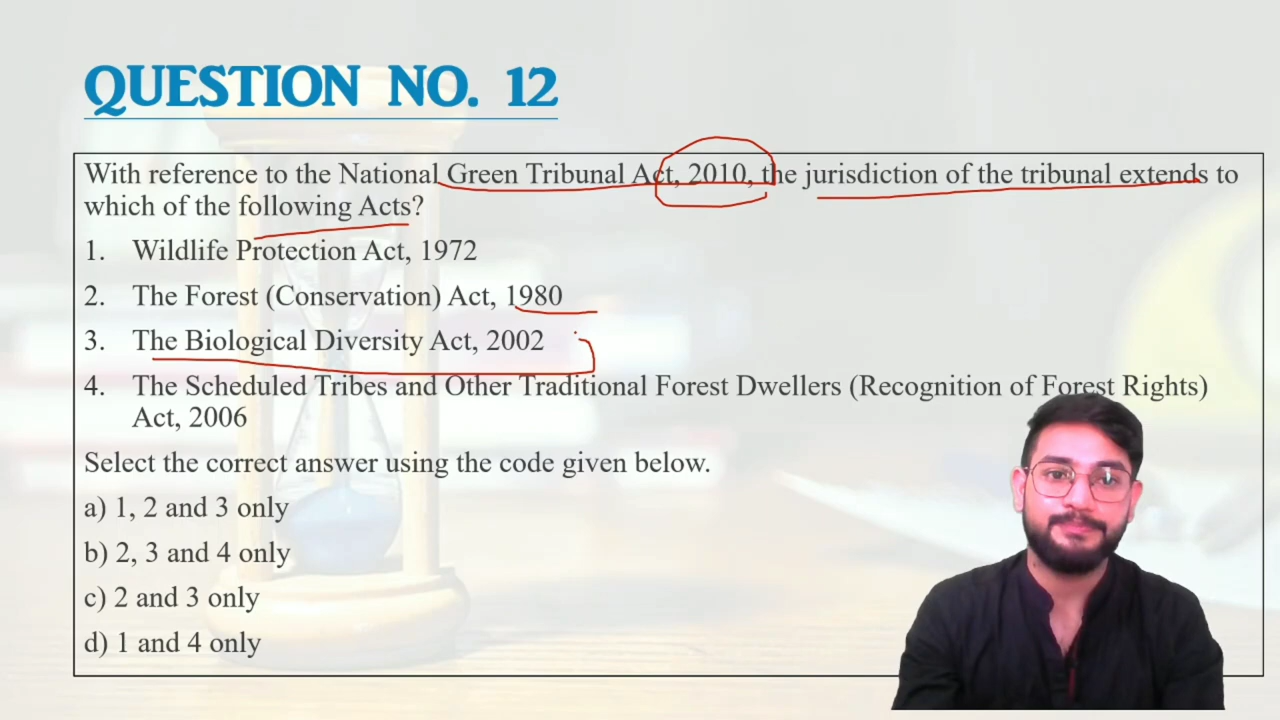 QUESTION NO. 12
With reference to the National Green Tribunal Act, 2010, the jurisdiction of the tribunal extends to
which of the following Acts?
1. Wildlife Protection Act, 1972
2. The Forest (Conservation) Act, 1980
3. The Biological Diversity Act, 2002
4. The Scheduled Tribes and Other Traditional Forest Dwellers (Recognition of Forest Rights)
Act, 2006
Select the correct answer using the code given below.
a) 1, 2 and 3 only
b) 2, 3 and 4 only
c) 2 and 3 only
d) 1 and 4 only